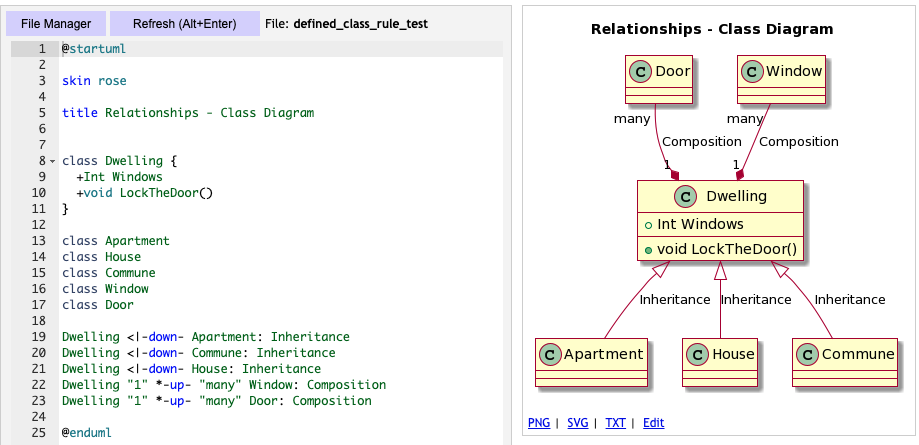 File Manager Refresh (Alt+Enter) File: defined_class_rule_test
1 @startuml
2
3 skin rose
4
5 title Relationships - Class Diagram
6
7
8 class Dwelling {
9 +Int Windows
10 +void LockTheDoor()
11 }
12
13 class Apartment
14 class House
15 class Commune
16 class Window
17 class Door
18
19 Dwelling <|-down- Apartment: Inheritance
20 Dwelling <|-down- Commune: Inheritance
21 Dwelling <|-down- House: Inheritance
22 Dwelling "1" *-up- "many" Window: Composition
23 Dwelling "1" *-up- "many" Door: Composition
24
25 @enduml
Relationships - Class Diagram
C Door C Window
many many
Composition Composition
1 1
C Dwelling
Int Windows
void LockTheDoor()
Inheritance Inheritance Inheritance
C Apartment C House C Commune
PNG | SVG | TXT | Edit